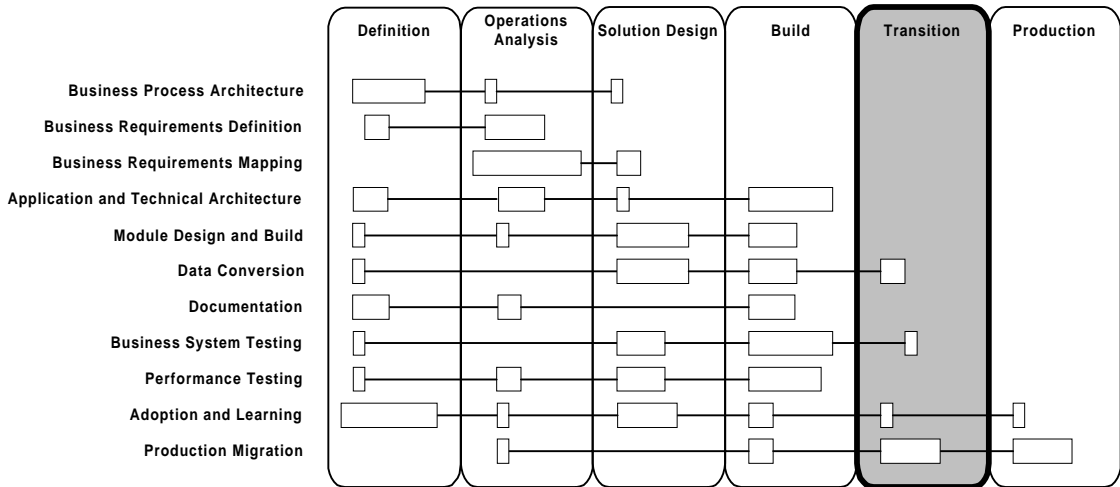 Definition
Operations
Analysis
Solution Design
Build
Transition
Production
Business Process Architecture
Business Requirements Definition
Business Requirements Mapping
Application and Technical Architecture
Module Design and Build
Data Conversion
Documentation
Business System Testing
Performance Testing
Adoption and Learning
Production Migration